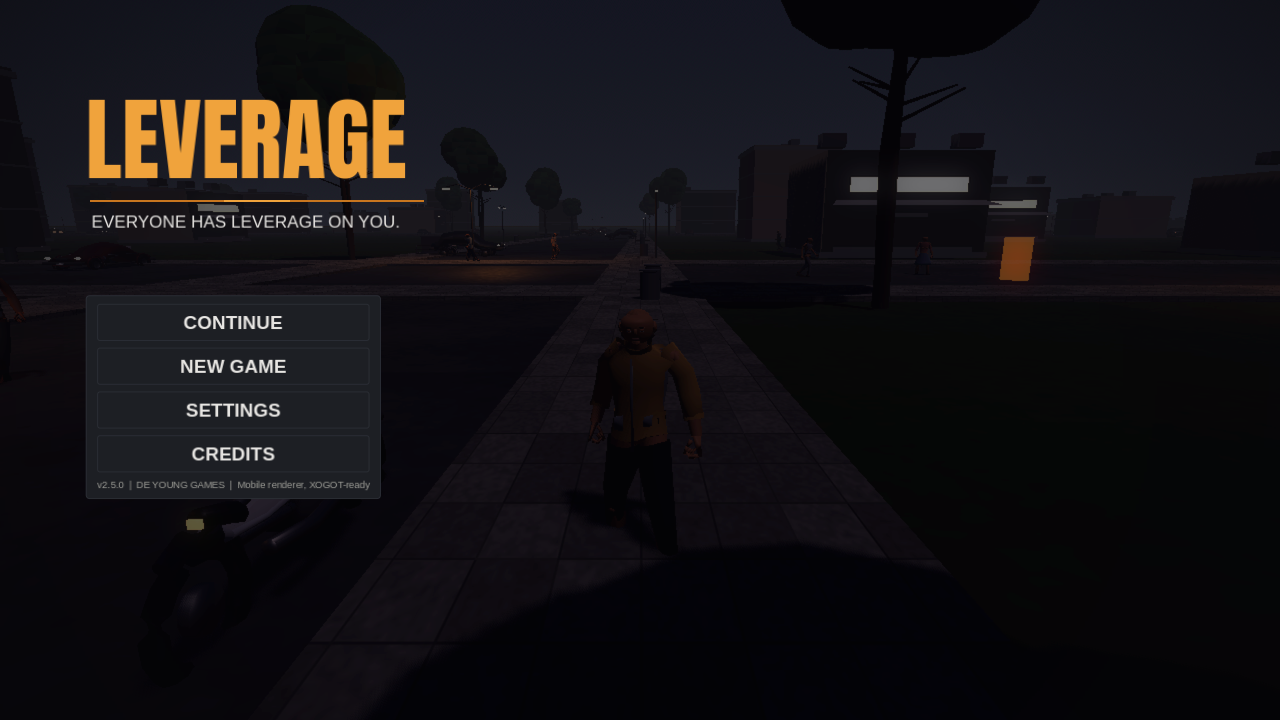 LEVERAGE
EVERYONE HAS LEVERAGE ON YOU.
CONTINUE
NEW GAME
SETTINGS
CREDITS
v2.5.0 | DE YOUNG GAMES | Mobile renderer, XOGOT-ready